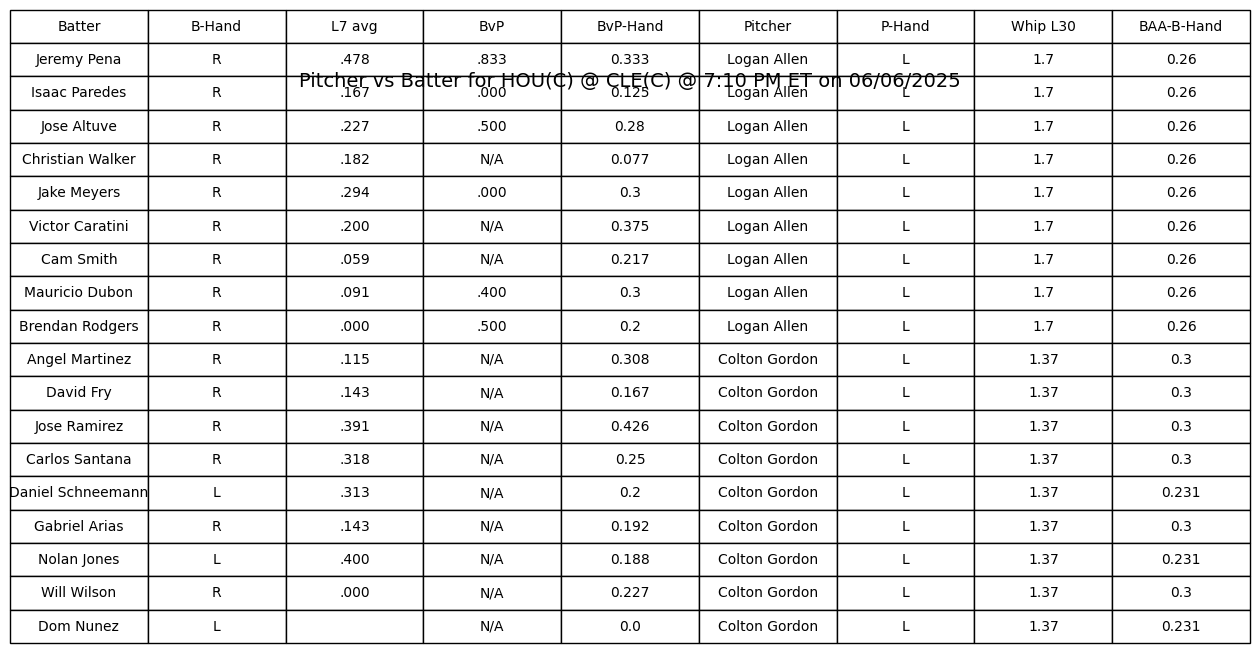 Batter B-Hand L7 avg BvP BvP-Hand Pitcher P-Hand Whip L30 BAA-B-Hand
Jeremy Pena R .478 .833 0.333 Logan Allen L 1.7 0.26
Pitcher vs Batter for HOU(C) @ CLE(C) @ 7:10 PM ET on 06/06/2025
Isaac Paredes R .167 .000 0.125 Logan Allen L 1.7 0.26
Jose Altuve R .227 .500 0.28 Logan Allen L 1.7 0.26
Christian Walker R .182 N/A 0.077 Logan Allen L 1.7 0.26
Jake Meyers R .294 .000 0.3 Logan Allen L 1.7 0.26
Victor Caratini R .200 N/A 0.375 Logan Allen L 1.7 0.26
Cam Smith R .059 N/A 0.217 Logan Allen L 1.7 0.26
Mauricio Dubon R .091 .400 0.3 Logan Allen L 1.7 0.26
Brendan Rodgers R .000 .500 0.2 Logan Allen L 1.7 0.26
Angel Martinez R .115 N/A 0.308 Colton Gordon L 1.37 0.3
David Fry R .143 N/A 0.167 Colton Gordon L 1.37 0.3
Jose Ramirez R .391 N/A 0.426 Colton Gordon L 1.37 0.3
Carlos Santana R .318 N/A 0.25 Colton Gordon L 1.37 0.3
Daniel Schneemann L .313 N/A 0.2 Colton Gordon L 1.37 0.231
Gabriel Arias R .143 N/A 0.192 Colton Gordon L 1.37 0.3
Nolan Jones L .400 N/A 0.188 Colton Gordon L 1.37 0.231
Will Wilson R .000 N/A 0.227 Colton Gordon L 1.37 0.3
Dom Nunez L N/A 0.0 Colton Gordon L 1.37 0.231